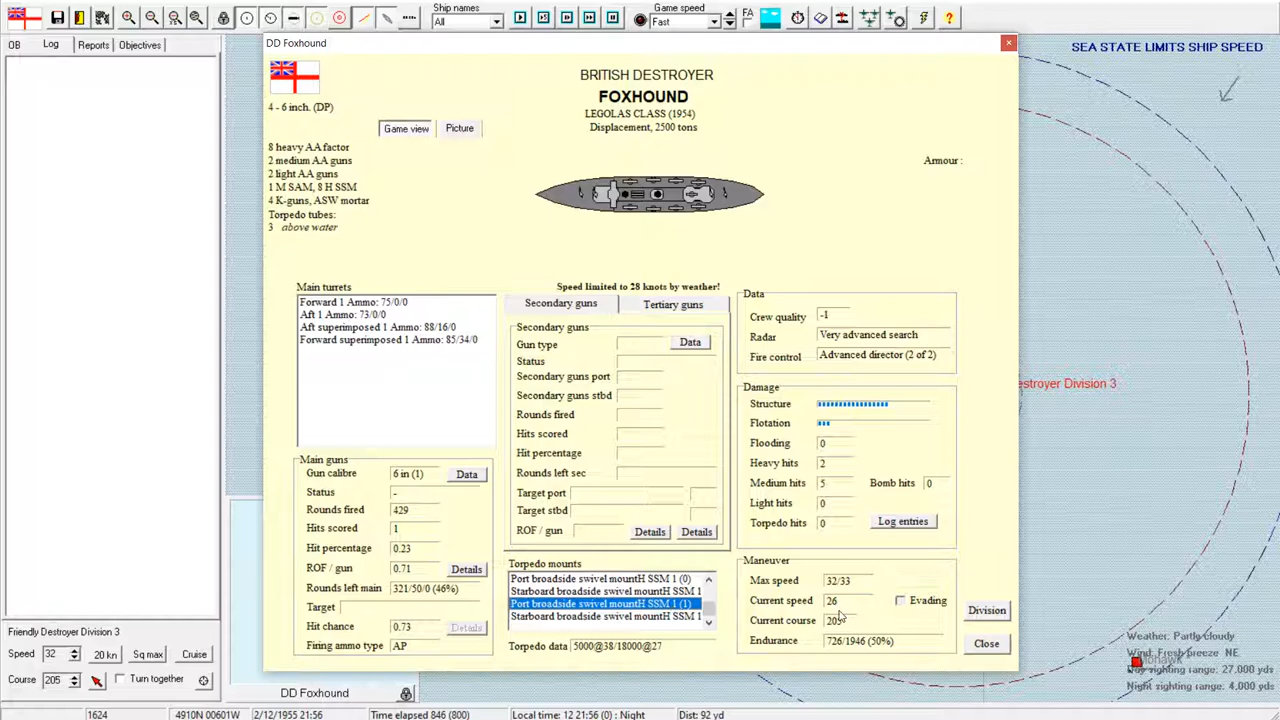 Ship names
All
Game speed
Fast
FA
OB
Log
Reports
Objectives
SEA STATE LIMITS SHIP SPEED
DD Foxhound
BRITISH DESTROYER
FOXHOUND
LEGOLAS CLASS (1954)
Displacement, 2500 tons
4 - 6 inch. (DP)
Game view
Picture
8 heavy AA factor
2 medium AA guns
2 light AA guns
1 M SAM, 8 H SSM
4 K-guns, ASW mortar
Torpedo tubes:
3 above water
Armour :
Speed limited to 28 knots by weather!
Main turrets
Forward 1 Ammo: 75/0/0
Aft 1 Ammo: 73/0/0
Aft superimposed 1 Ammo: 88/16/0
Forward superimposed 1 Ammo: 85/34/0
Main guns
Gun calibre 6 in (1) Data
Status -
Rounds fired 429
Hits scored 1
Hit percentage 0.23
ROF / gun 0.71 Details
Rounds left main 321/50/0 (46%)
Target
Hit chance 0.73 Details
Firing ammo type AP
Secondary guns
Tertiary guns
Secondary guns
Gun type Data
Status
Secondary guns port
Secondary guns stbd
Rounds fired
Hits scored
Hit percentage
Rounds left sec
Target port
Target stbd
ROF / gun Details Details
Torpedo mounts
Port broadside swivel mountH SSM 1 (0)
Starboard broadside swivel mountH SSM 1
Port broadside swivel mountH SSM 1 (1)
Starboard broadside swivel mountH SSM 1
Torpedo data 5000@38/18000@27
Data
Crew quality -1
Radar Very advanced search
Fire control Advanced director (2 of 2)
Damage
Structure
Flotation
Flooding 0
Heavy hits 2
Medium hits 5 Bomb hits 0
Light hits 0
Torpedo hits 0 Log entries
Maneuver
Max speed 32/33
Current speed 26 Evading
Current course 205
Endurance 726/1946 (50%)
Division
Close
estroyer Division 3
Friendly Destroyer Division 3
Speed 32 20 kn Sq max Cruise
Course 205 Turn together
DD Foxhound
Weather: Partly cloudy
Wind: Fresh breeze NE
Day sighting range: 27,000 yds
Night sighting range: 4,000 yds
1624
4910N 00601W
2/12/1955 21:56
Time elapsed 846 (800)
Local time: 12 21:56 (0) : Night
Dist: 92 yd